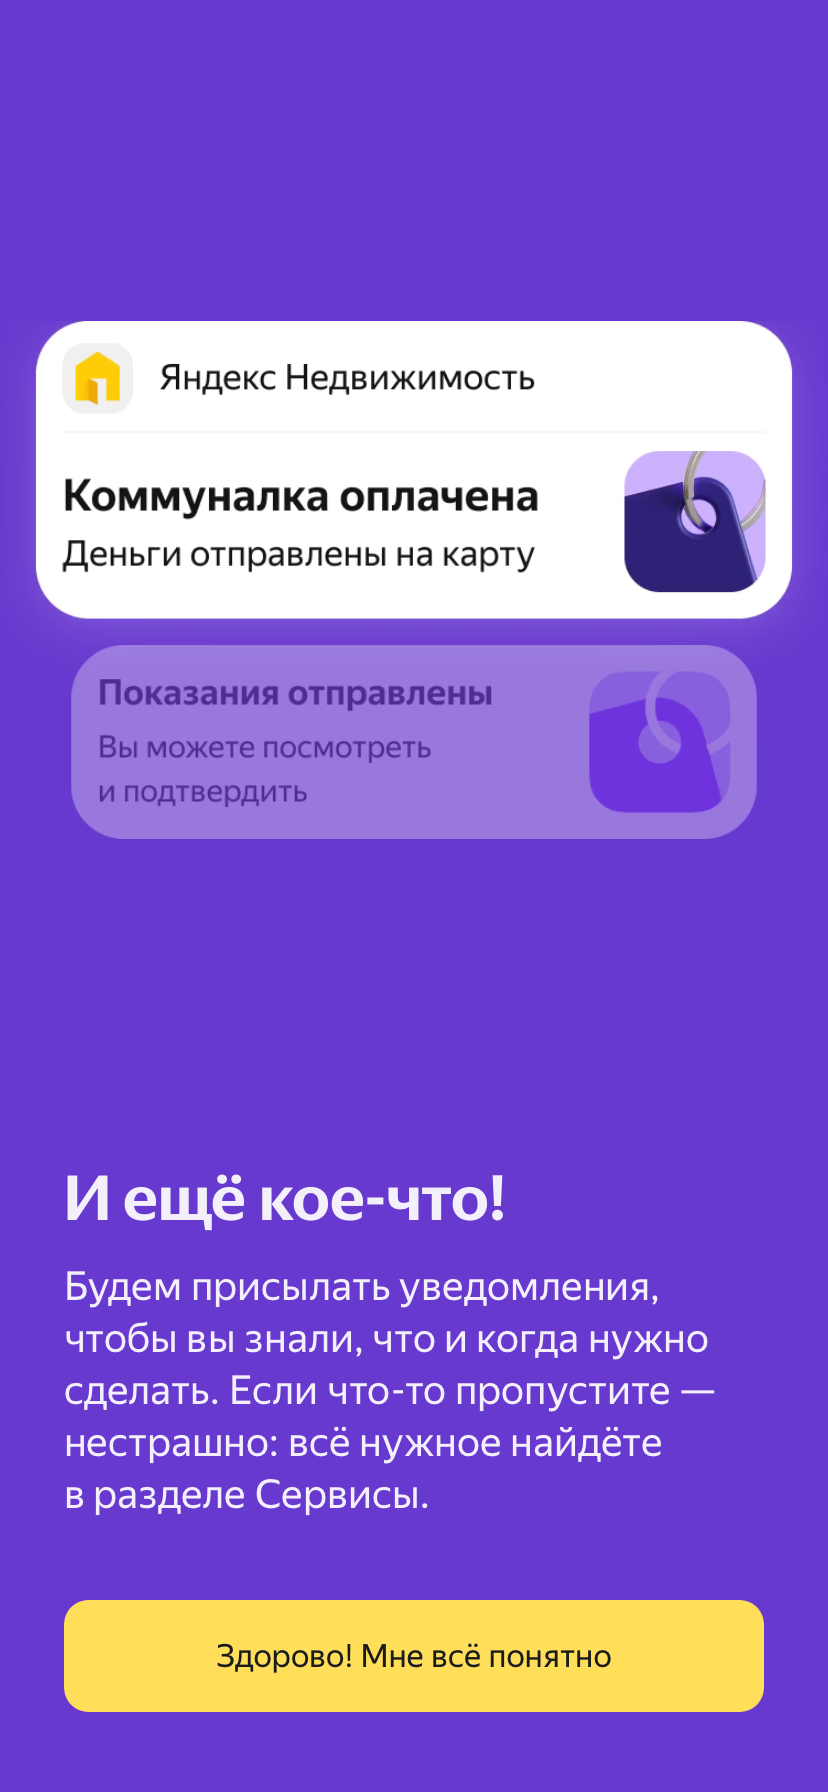 Яндекс Недвижимость
Коммуналка оплачена
Деньги отправлены на карту
Показания отправлены
Вы можете посмотреть
и подтвердить
И ещё кое-что!
Будем присылать уведомления,
чтобы вы знали, что и когда нужно
сделать. Если что-то пропустите —
нестрашно: всё нужное найдёте
в разделе Сервисы.
Здорово! Мне всё понятно